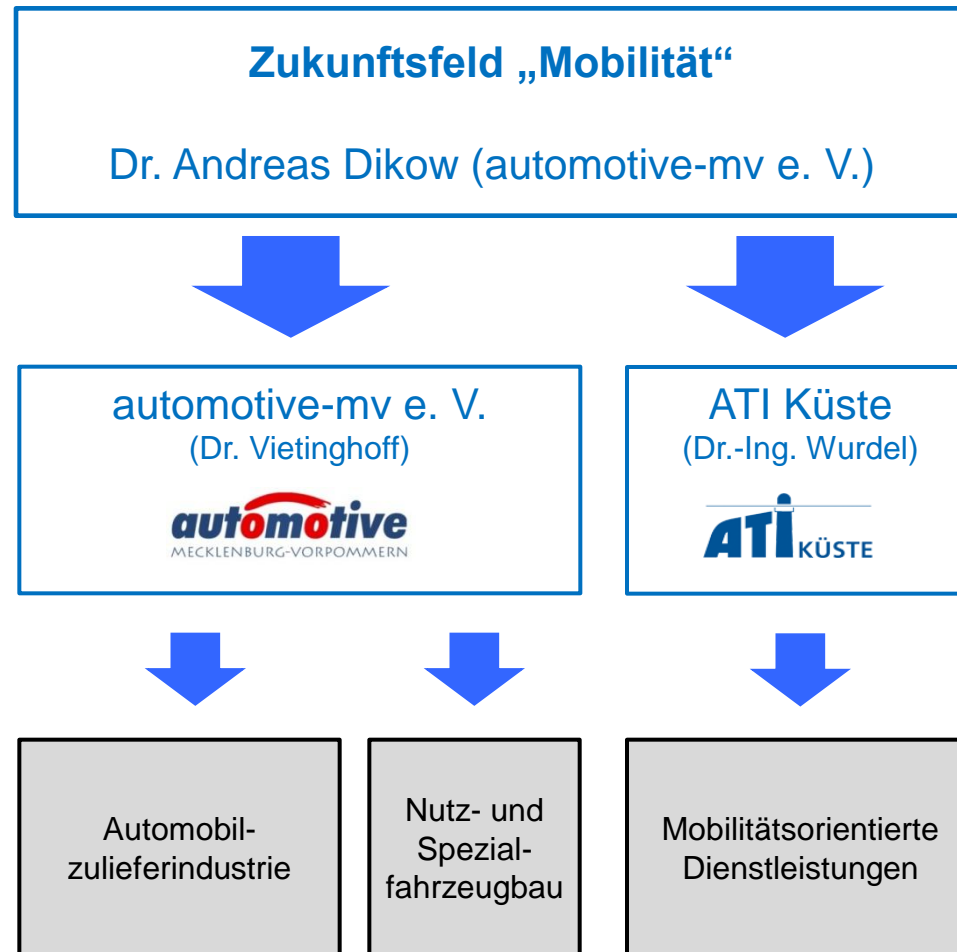 Zukunftsfeld „Mobilität“
Dr. Andreas Dikow (automotive-mv e. V.)
automotive-mv e. V.
(Dr. Vietinghoff)
automotive
MECKLENBURG-VORPOMMERN
ATI Küste
(Dr.-Ing. Wurdel)
ATI KÜSTE
Automobil-
zulieferindustrie
Nutz- und
Spezial-
fahrzeugbau
Mobilitätsorientierte
Dienstleistungen